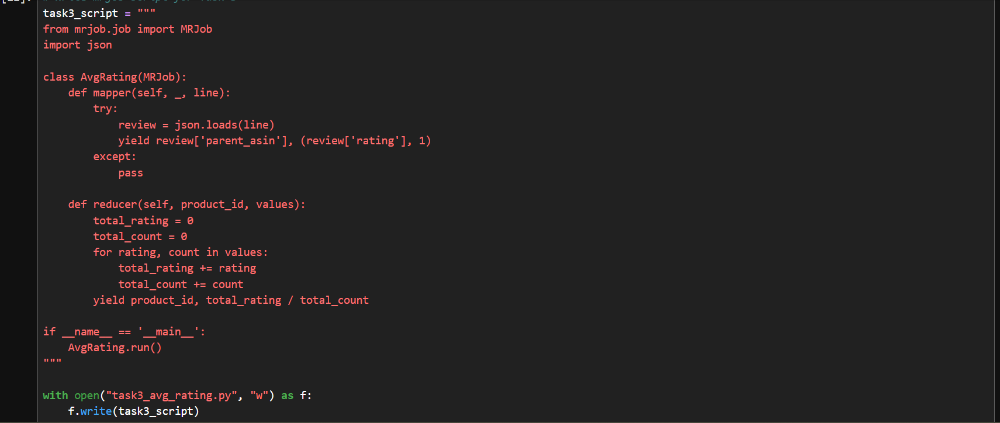 task3_script = """
from mrjob.job import MRJob
import json
class AvgRating(MRJob):
    def mapper(self, _, line):
        try:
            review = json.loads(line)
            yield review['parent_asin'], (review['rating'], 1)
        except:
            pass
    def reducer(self, product_id, values):
        total_rating = 0
        total_count = 0
        for rating, count in values:
            total_rating += rating
            total_count += count
        yield product_id, total_rating / total_count
if __name__ == '__main__':
    AvgRating.run()
"""
with open("task3_avg_rating.py", "w") as f:
    f.write(task3_script)